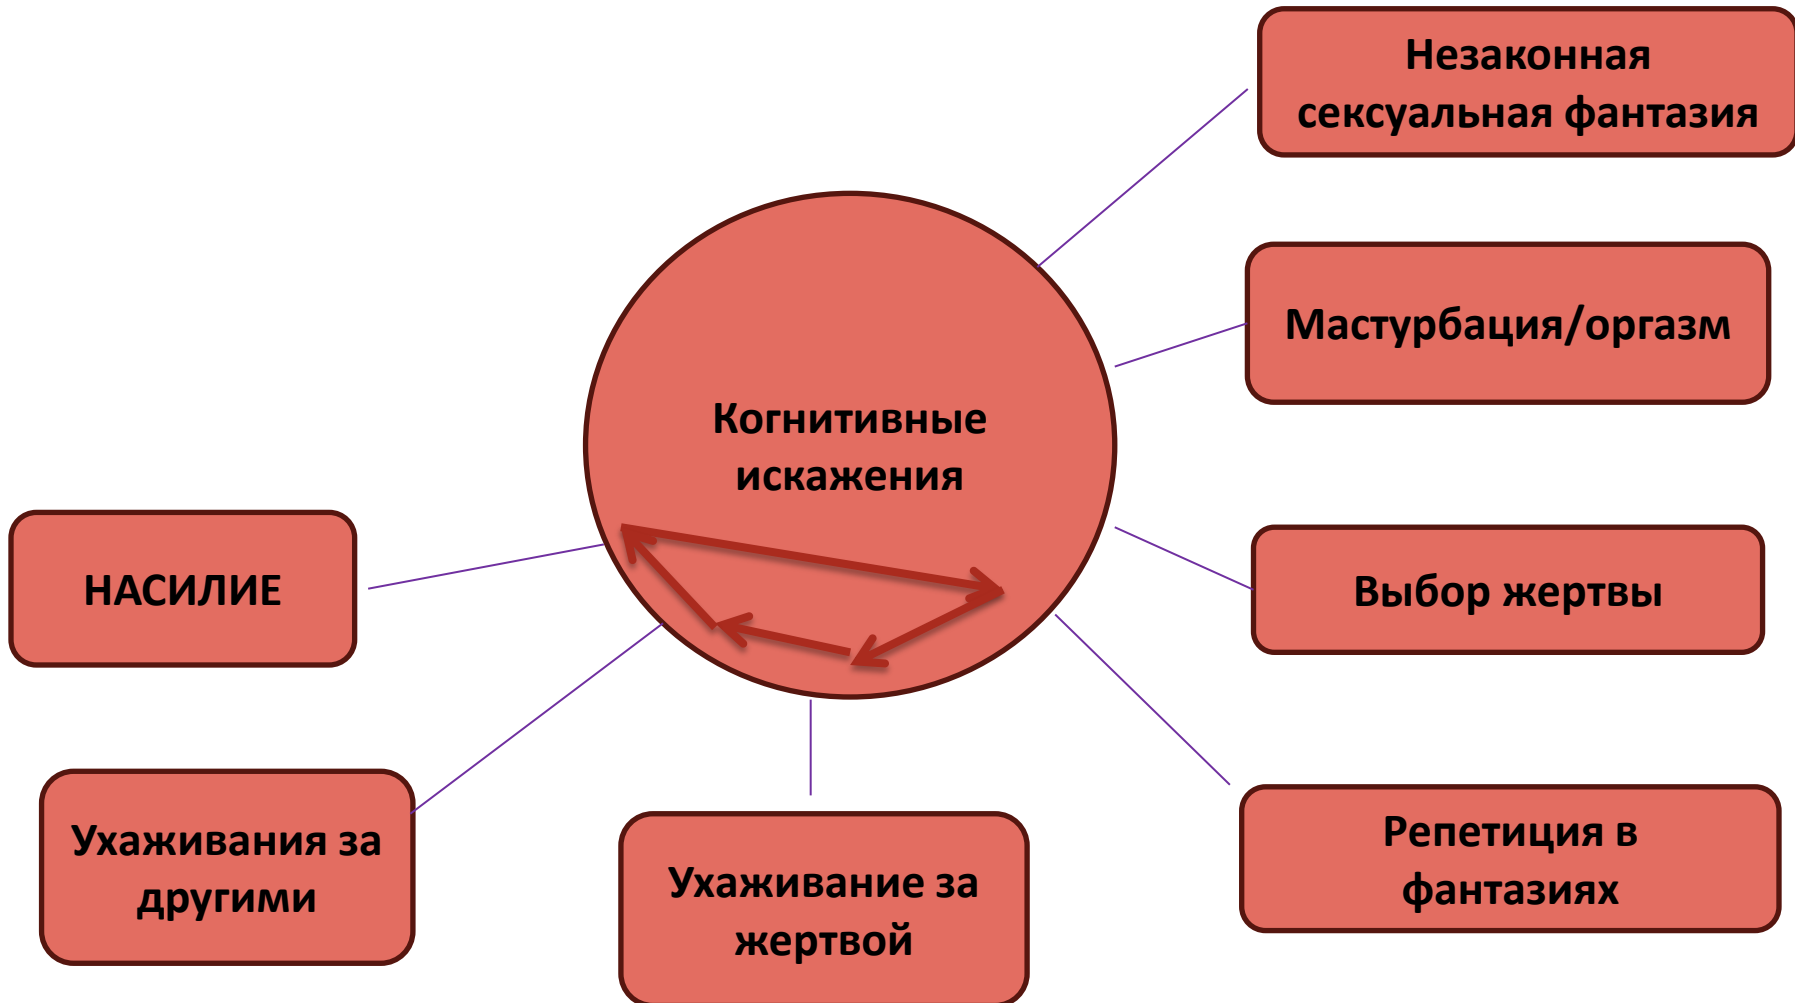 Незаконная
сексуальная фантазия
Мастурбация/оргазм
Когнитивные
искажения
НАСИЛИЕ
Выбор жертвы
Ухаживания за
другими
Ухаживание за
жертвой
Репетиция в
фантазиях